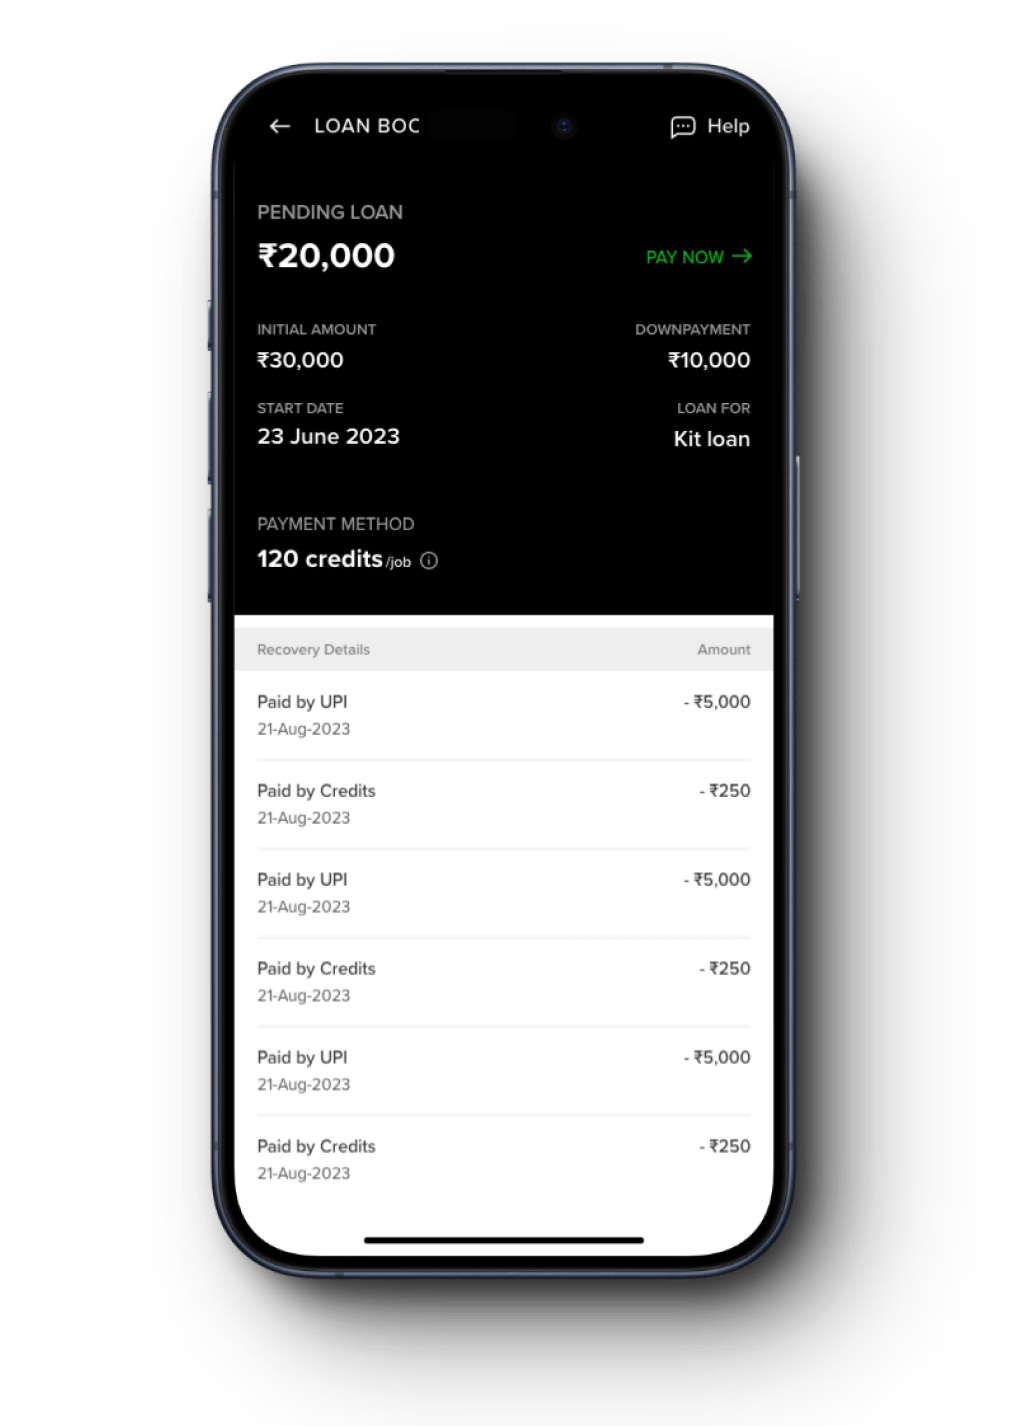 LOAN BOC
Help
PENDING LOAN
₹20,000
PAY NOW
INITIAL AMOUNT
DOWNPAYMENT
₹30,000
₹10,000
START DATE
LOAN FOR
23 June 2023
Kit loan
PAYMENT METHOD
120 credits/job
Recovery Details
Amount
Paid by UPI
- ₹5,000
21-Aug-2023
Paid by Credits
- ₹250
21-Aug-2023
Paid by UPI
- ₹5,000
21-Aug-2023
Paid by Credits
- ₹250
21-Aug-2023
Paid by UPI
- ₹5,000
21-Aug-2023
Paid by Credits
- ₹250
21-Aug-2023